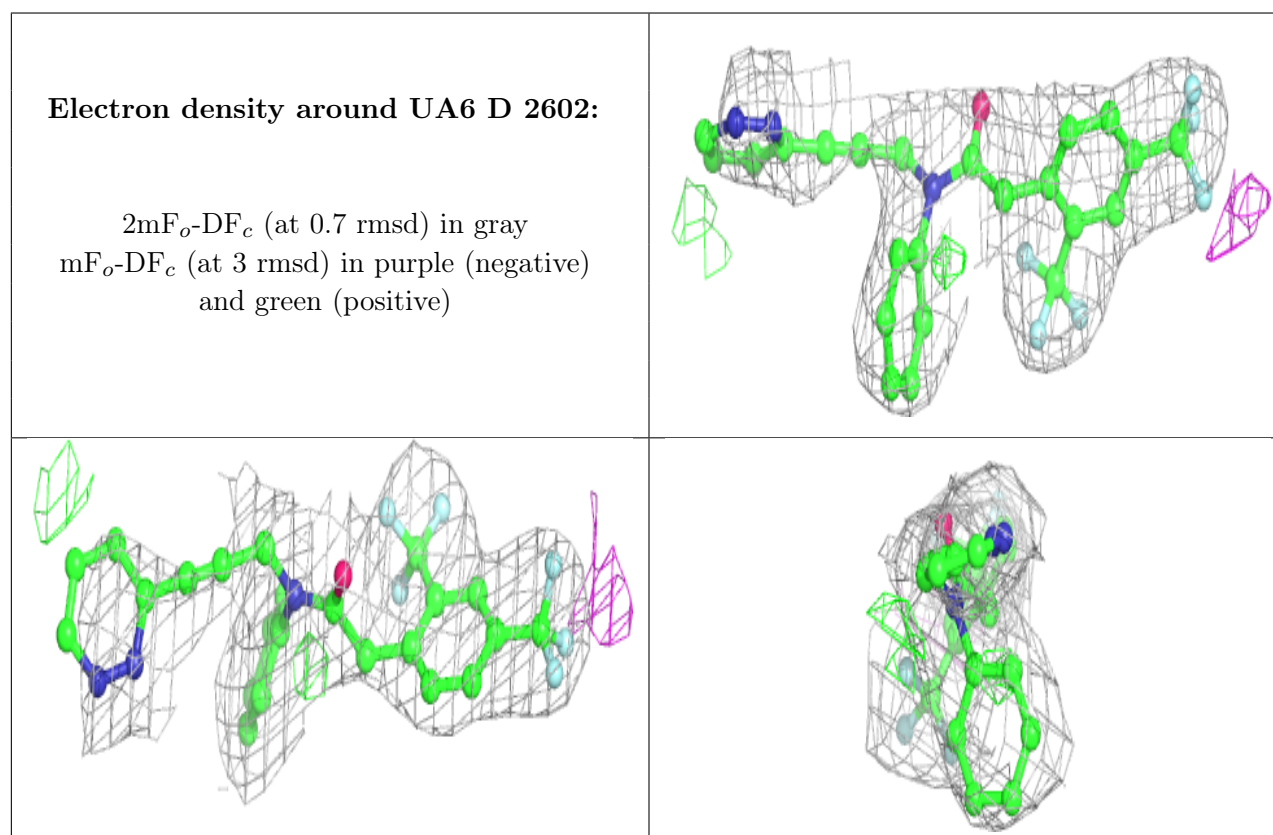 Electron density around UA6 D 2602:
2mFo-DFc (at 0.7 rmsd) in gray
mFo-DFc (at 3 rmsd) in purple (negative)
and green (positive)